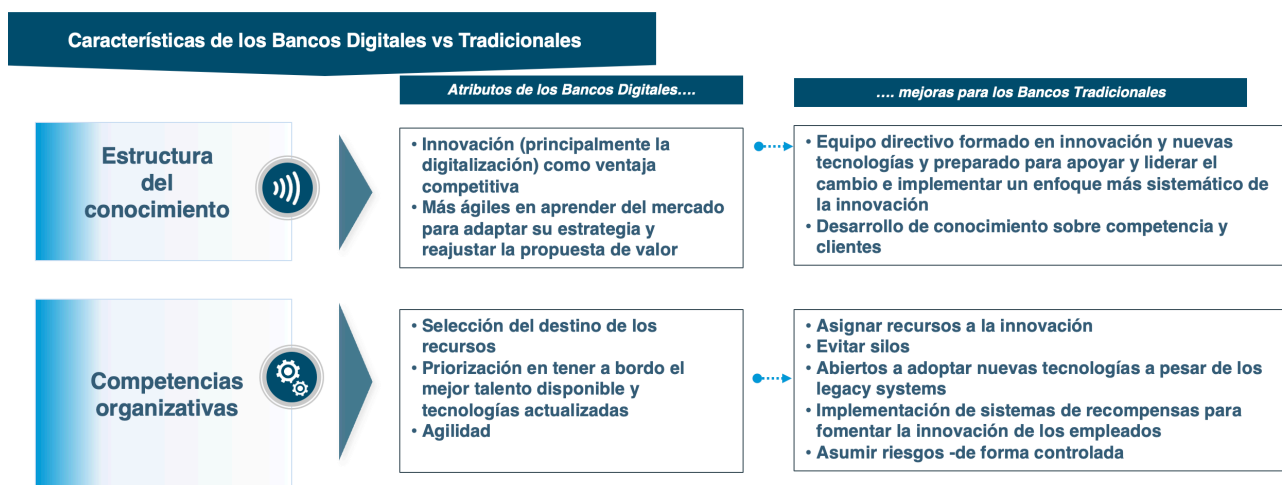 Características de los Bancos Digitales vs Tradicionales
Atributos de los Bancos Digitales….
…. mejoras para los Bancos Tradicionales
Estructura
del
conocimiento
• Innovación (principalmente la
digitalización) como ventaja
competitiva
• Más ágiles en aprender del mercado
para adaptar su estrategia y
reajustar la propuesta de valor
• Equipo directivo formado en innovación y nuevas
tecnologías y preparado para apoyar y liderar el
cambio e implementar un enfoque más sistemático de
la innovación
• Desarrollo de conocimiento sobre competencia y
clientes
Competencias
organizativas
• Selección del destino de los
recursos
• Priorización en tener a bordo el
mejor talento disponible y
tecnologías actualizadas
• Agilidad
• Asignar recursos a la innovación
• Evitar silos
• Abiertos a adoptar nuevas tecnologías a pesar de los
legacy systems
• Implementación de sistemas de recompensas para
fomentar la innovación de los empleados
• Asumir riesgos -de forma controlada